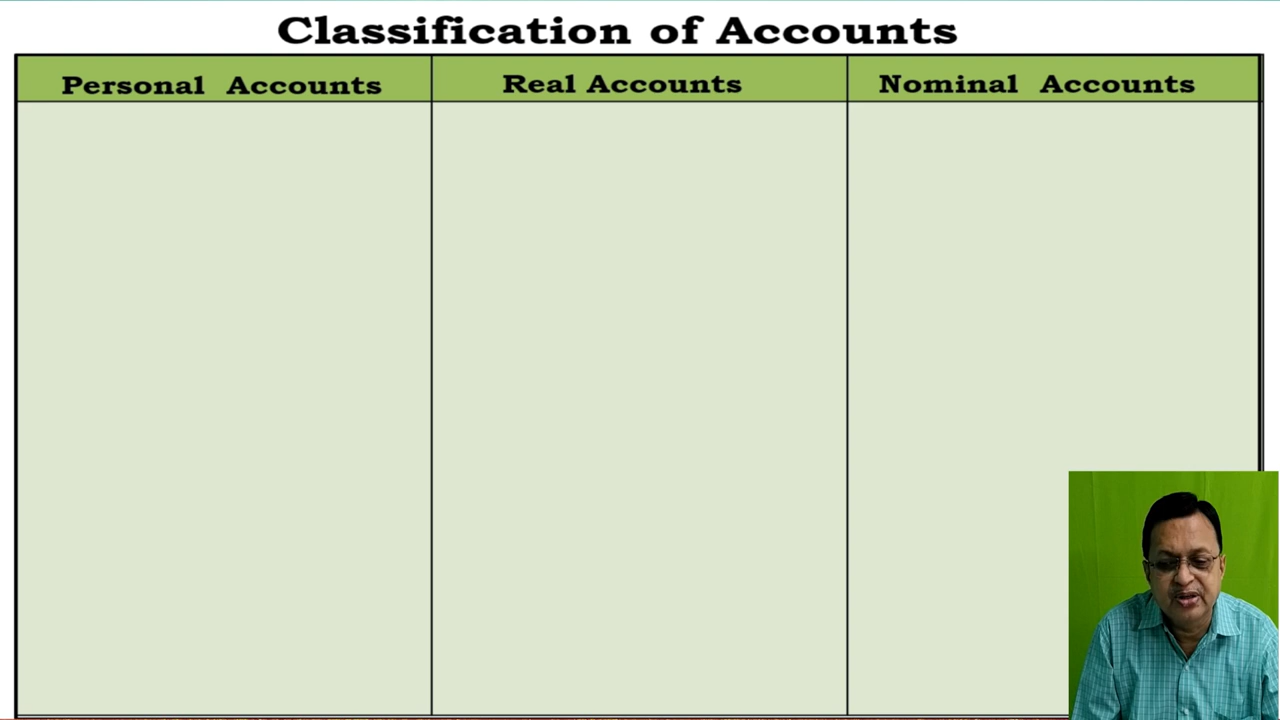 Classification of Accounts
Personal Accounts
Real Accounts
Nominal Accounts